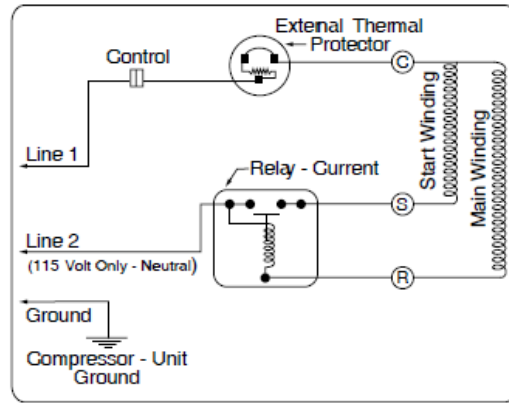 External Thermal
Protector
Control
C
Start Winding
Main Winding
Line 1
Relay - Current
S
Line 2
(115 Volt Only - Neutral)
R
Ground
Compressor - Unit
Ground